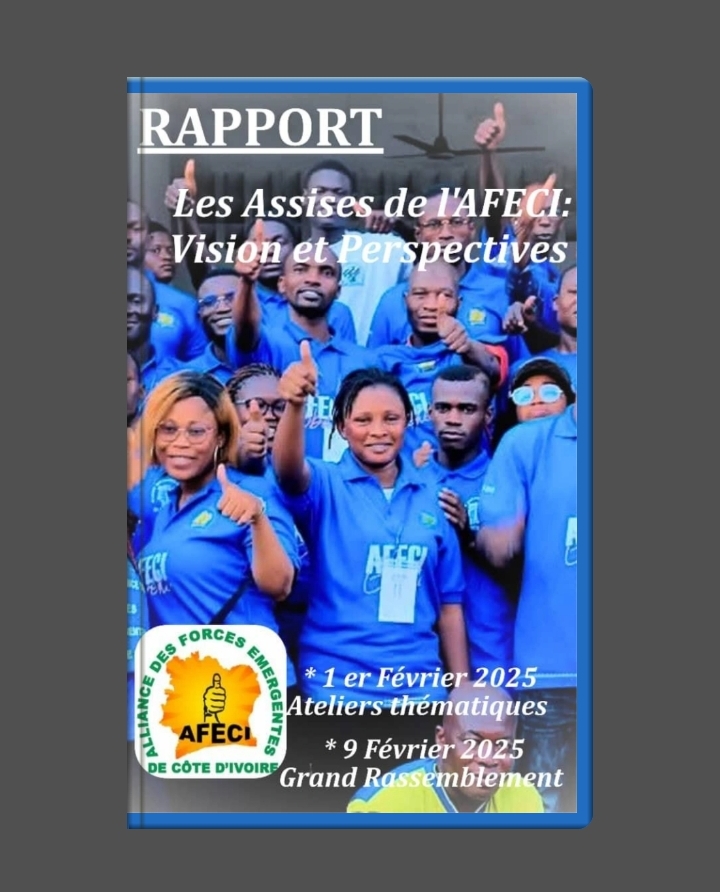 RAPPORT
Les Assises de l'AFECI:
Vision et Perspectives
AFECI
* 1 er Février 2025
Ateliers thématiques
* 9 Février 2025
Grand Rassemblement
ALLIANCE DES FORCES EMERGENTES
AFECI
DE CÔTE D'IVOIRE